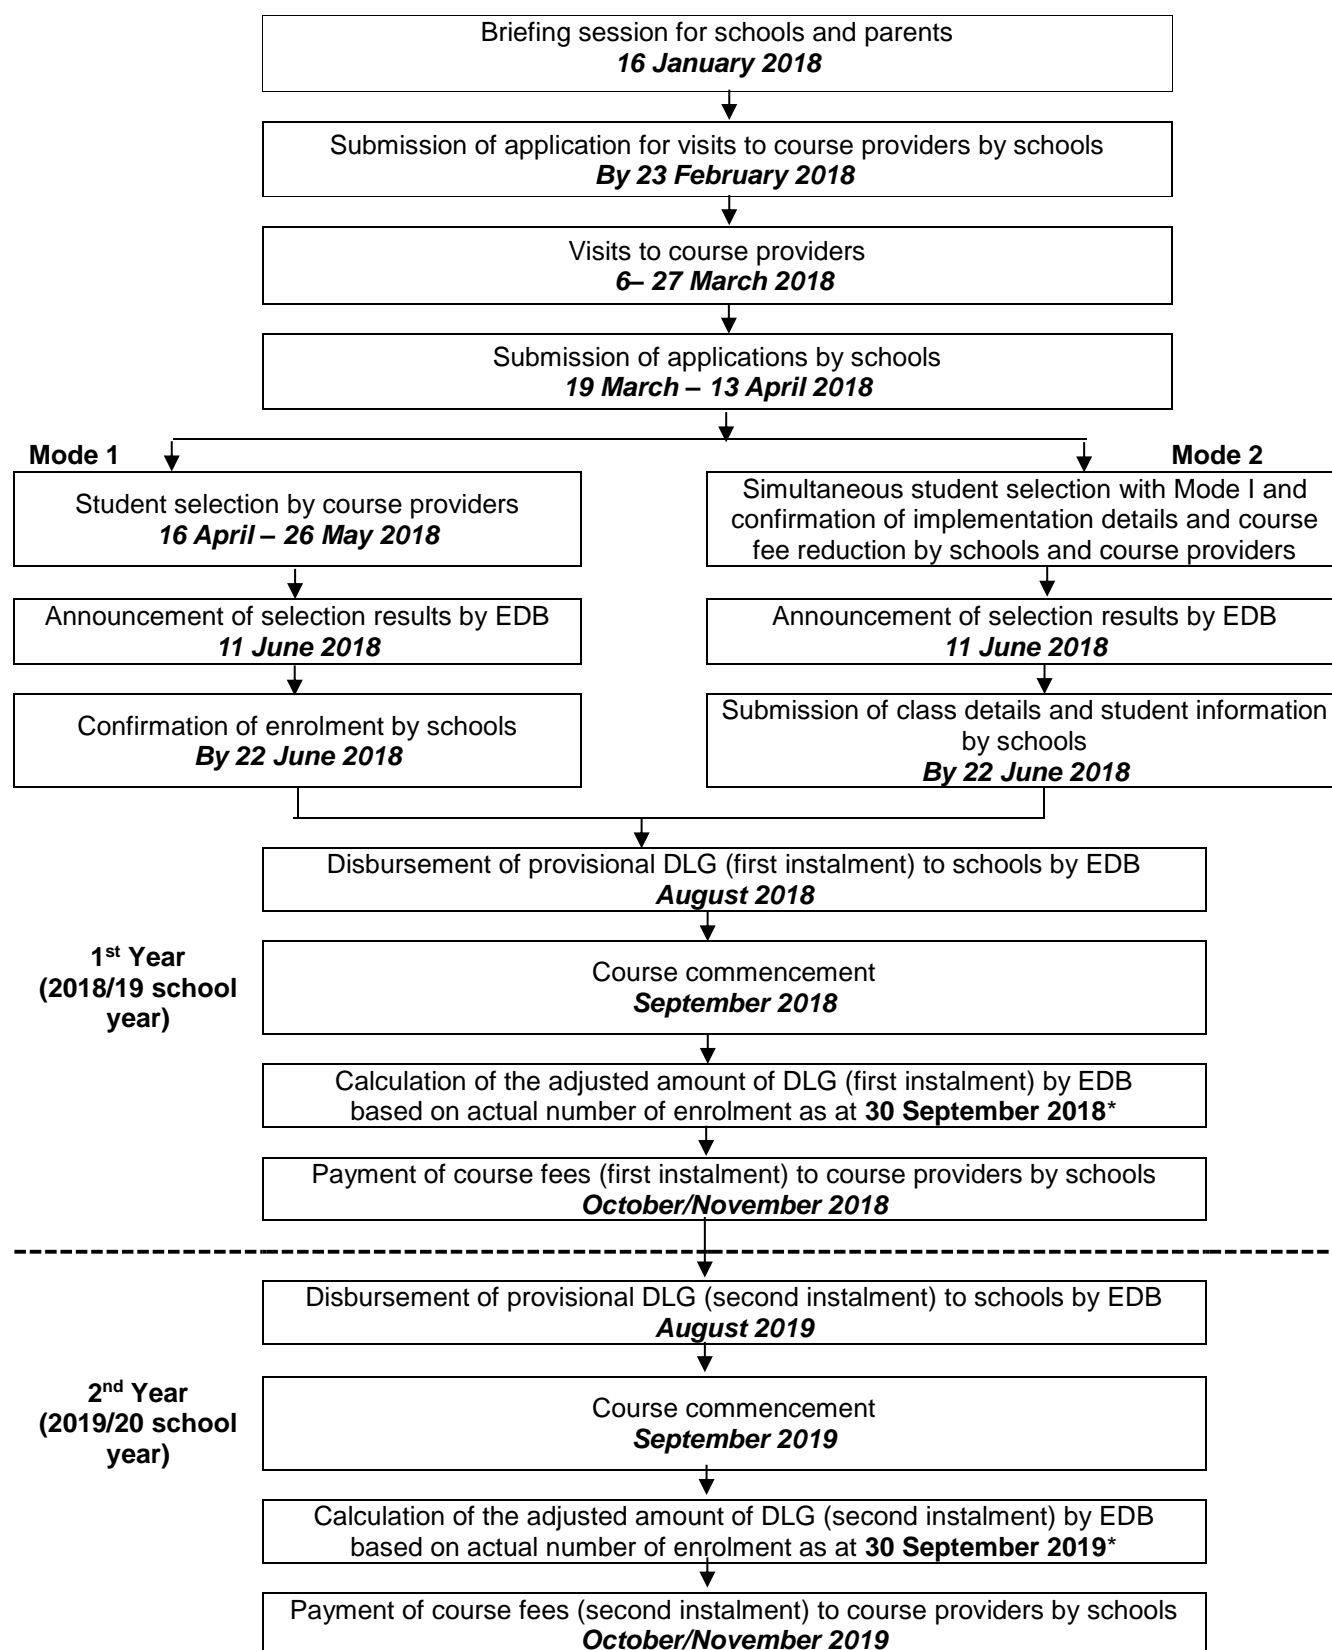 Briefing session for schools and parents
16 January 2018
Submission of application for visits to course providers by schools
By 23 February 2018
Visits to course providers
6– 27 March 2018
Submission of applications by schools
19 March – 13 April 2018
Mode 1
Student selection by course providers
16 April – 26 May 2018
Announcement of selection results by EDB
11 June 2018
Confirmation of enrolment by schools
By 22 June 2018
Mode 2
Simultaneous student selection with Mode I and
confirmation of implementation details and course
fee reduction by schools and course providers
Announcement of selection results by EDB
11 June 2018
Submission of class details and student information
by schools
By 22 June 2018
Disbursement of provisional DLG (first instalment) to schools by EDB
August 2018
1st Year
(2018/19 school
year)
Course commencement
September 2018
Calculation of the adjusted amount of DLG (first instalment) by EDB
based on actual number of enrolment as at 30 September 2018*
Payment of course fees (first instalment) to course providers by schools
October/November 2018
Disbursement of provisional DLG (second instalment) to schools by EDB
August 2019
2nd Year
(2019/20 school
year)
Course commencement
September 2019
Calculation of the adjusted amount of DLG (second instalment) by EDB
based on actual number of enrolment as at 30 September 2019*
Payment of course fees (second instalment) to course providers by schools
October/November 2019